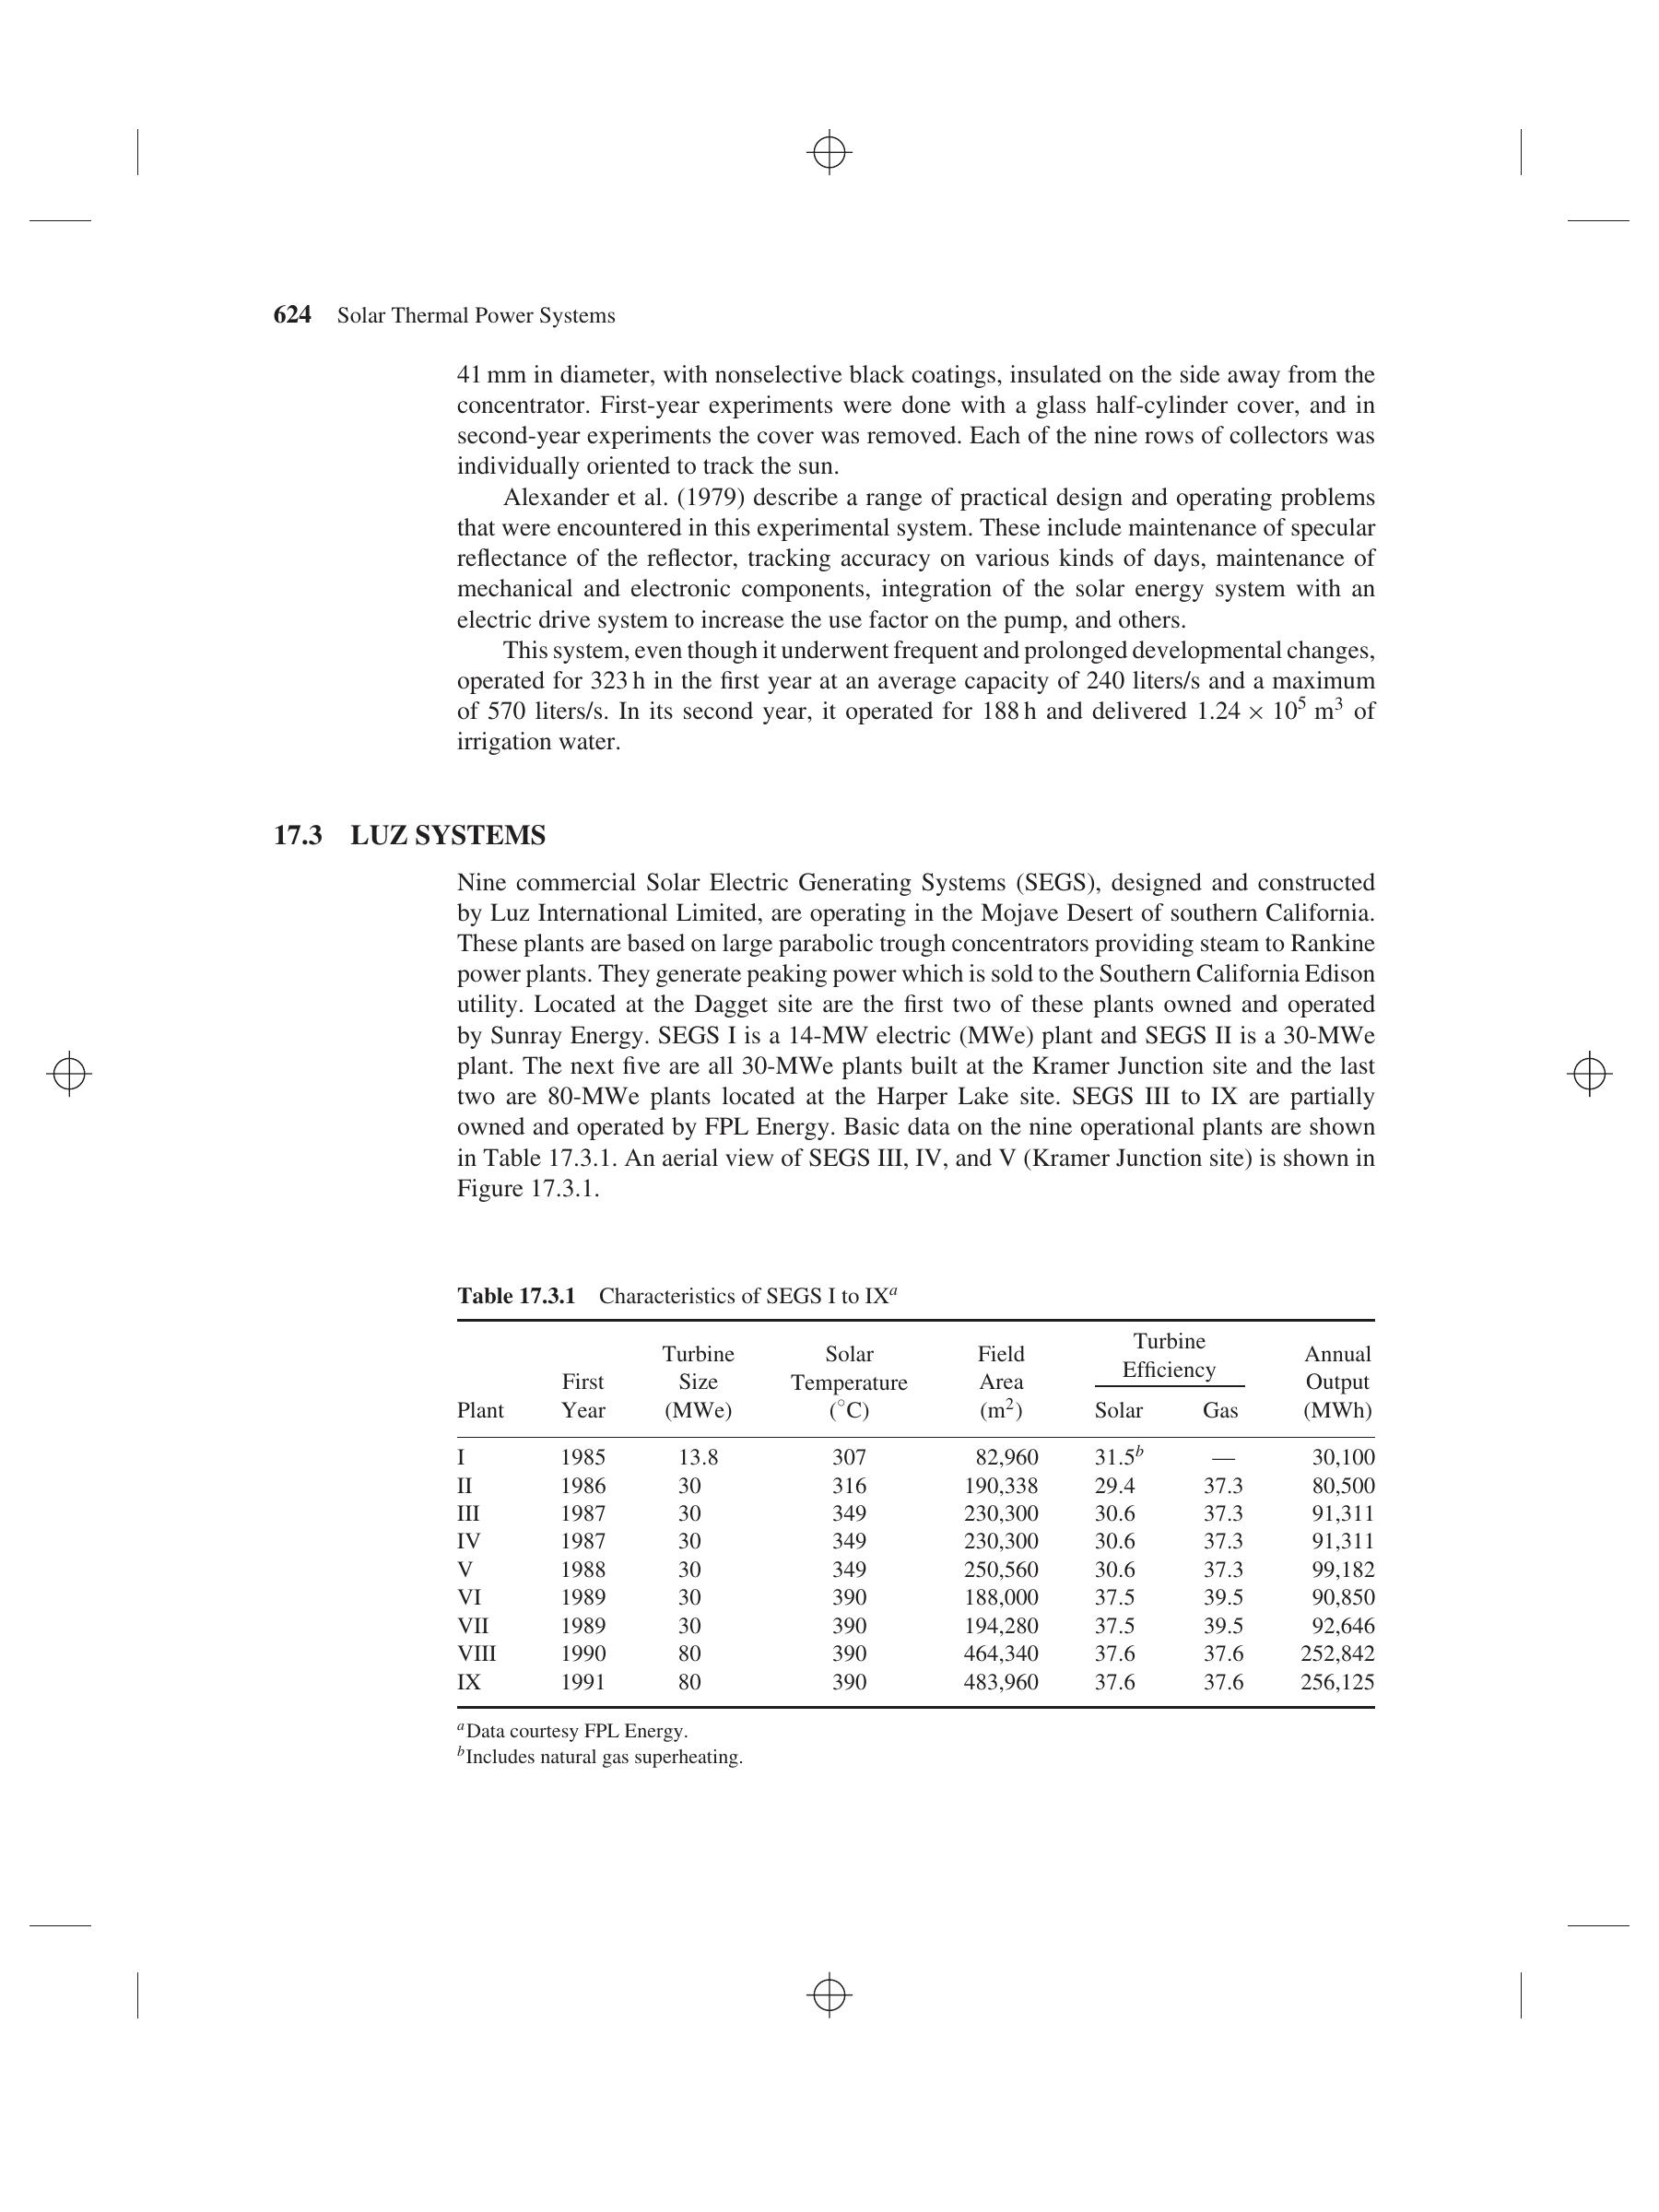 624 Solar Thermal Power Systems
41 mm in diameter, with nonselective black coatings, insulated on the side away from the
concentrator. First-year experiments were done with a glass half-cylinder cover, and in
second-year experiments the cover was removed. Each of the nine rows of collectors was
individually oriented to track the sun.
Alexander et al. (1979) describe a range of practical design and operating problems
that were encountered in this experimental system. These include maintenance of specular
reflectance of the reflector, tracking accuracy on various kinds of days, maintenance of
mechanical and electronic components, integration of the solar energy system with an
electric drive system to increase the use factor on the pump, and others.
This system, even though it underwent frequent and prolonged developmental changes,
operated for 323 h in the first year at an average capacity of 240 liters/s and a maximum
of 570 liters/s. In its second year, it operated for 188 h and delivered 1.24 × 10⁵ m³ of
irrigation water.
17.3 LUZ SYSTEMS
Nine commercial Solar Electric Generating Systems (SEGS), designed and constructed
by Luz International Limited, are operating in the Mojave Desert of southern California.
These plants are based on large parabolic trough concentrators providing steam to Rankine
power plants. They generate peaking power which is sold to the Southern California Edison
utility. Located at the Dagget site are the first two of these plants owned and operated
by Sunray Energy. SEGS I is a 14-MW electric (MWe) plant and SEGS II is a 30-MWe
plant. The next five are all 30-MWe plants built at the Kramer Junction site and the last
two are 80-MWe plants located at the Harper Lake site. SEGS III to IX are partially
owned and operated by FPL Energy. Basic data on the nine operational plants are shown
in Table 17.3.1. An aerial view of SEGS III, IV, and V (Kramer Junction site) is shown in
Figure 17.3.1.
Table 17.3.1 Characteristics of SEGS I to IXᵃ
Turbine
Turbine Solar Field Efficiency Annual
First Size Temperature Area Output
Plant Year (MWe) (°C) (m²) Solar Gas (MWh)
I 1985 13.8 307 82,960 31.5ᵇ — 30,100
II 1986 30 316 190,338 29.4 37.3 80,500
III 1987 30 349 230,300 30.6 37.3 91,311
IV 1987 30 349 230,300 30.6 37.3 91,311
V 1988 30 349 250,560 30.6 37.3 99,182
VI 1989 30 390 188,000 37.5 39.5 90,850
VII 1989 30 390 194,280 37.5 39.5 92,646
VIII 1990 80 390 464,340 37.6 37.6 252,842
IX 1991 80 390 483,960 37.6 37.6 256,125
ᵃData courtesy FPL Energy.
ᵇIncludes natural gas superheating.